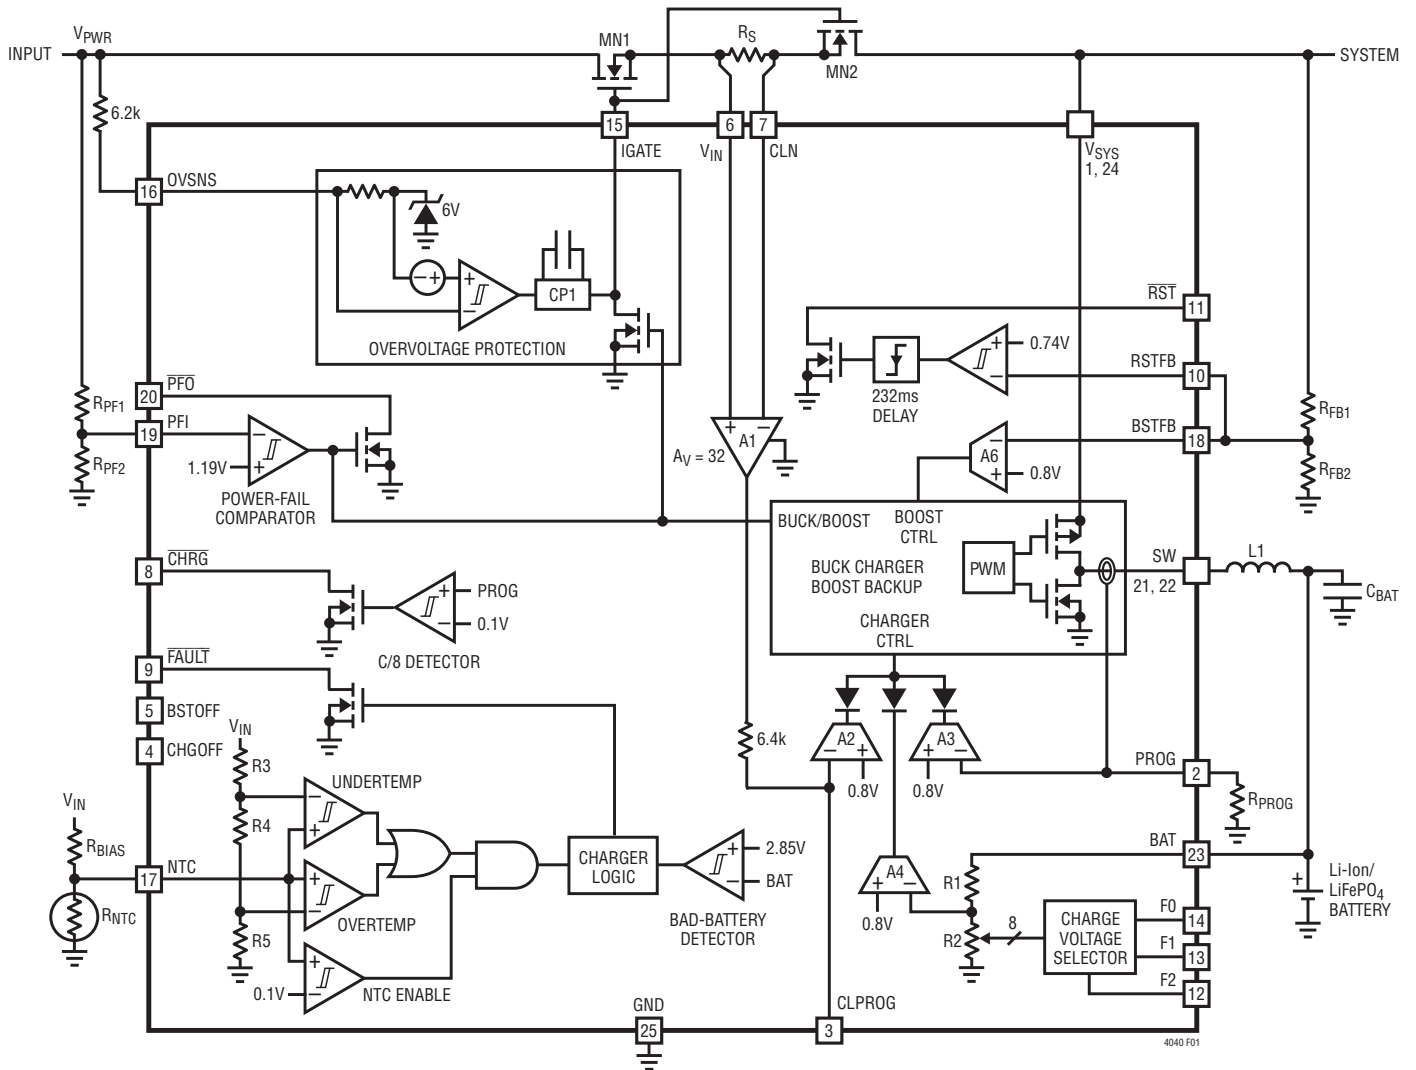 INPUT
VPWR
MN1
RS
MN2
SYSTEM
6.2k
15
6
7
IGATE
VIN
CLN
VSYS
1, 24
16
OVSNS
6V
− +
+
−
CP1
OVERVOLTAGE PROTECTION
RST
11
+
0.74V
−
RSTFB
10
232ms
DELAY
RPF1
PFO
20
PFI
19
RPF2
−
1.19V
+
POWER-FAIL
COMPARATOR
+
−
A1
AV = 32
BSTFB
18
−
A6
+
0.8V
RFB1
RFB2
BUCK/BOOST
BOOST
CTRL
PWM
BUCK CHARGER
BOOST BACKUP
CHARGER
CTRL
SW
21, 22
L1
CBAT
CHRG
8
+
PROG
−
0.1V
C/8 DETECTOR
FAULT
9
5
BSTOFF
4
CHGOFF
VIN
R3
R4
R5
UNDERTEMP
−
+
+
−
OVERTEMP
+
0.1V
−
NTC ENABLE
VIN
RBIAS
17
NTC
RNTC
CHARGER
LOGIC
+
2.85V
−
BAT
BAD-BATTERY
DETECTOR
6.4k
A2
−
+
0.8V
A3
+
−
0.8V
PROG
2
RPROG
BAT
23
A4
+
−
0.8V
R1
R2
8
CHARGE
VOLTAGE
SELECTOR
F0
14
F1
13
F2
12
+
Li-Ion/
LiFePO4
BATTERY
GND
25
CLPROG
3
4040 F01